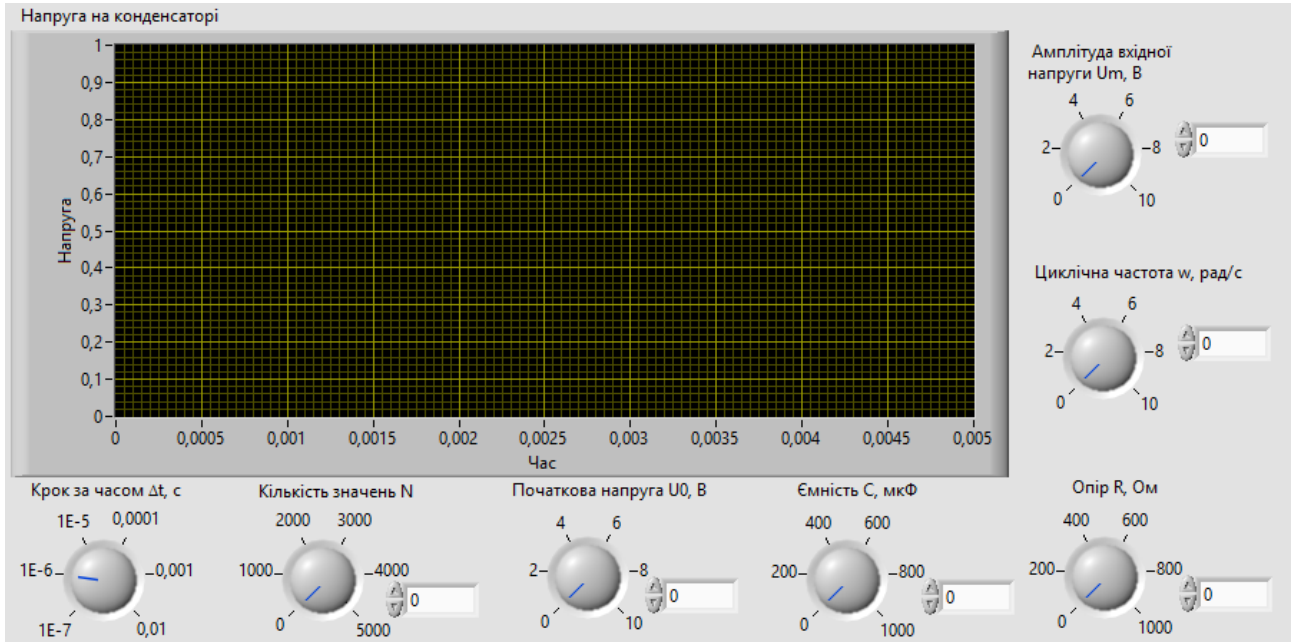 Напруга на конденсаторі
Напруга
1
0,9
0,8
0,7
0,6
0,5
0,4
0,3
0,2
0,1
0
0 0,0005 0,001 0,0015 0,002 0,0025 0,003 0,0035 0,004 0,0045 0,005
Час
Амплітуда вхідної
напруги Um, В
0 2 4 6 8 10
0
Циклічна частота w, рад/с
0 2 4 6 8 10
0
Крок за часом Δt, с
1E-7 1E-6 1E-5 0,0001 0,001 0,01
Кількість значень N
0 1000 2000 3000 4000 5000
0
Початкова напруга U0, В
0 2 4 6 8 10
0
Ємність С, мкФ
0 200 400 600 800 1000
0
Опір R, Ом
0 200 400 600 800 1000
0